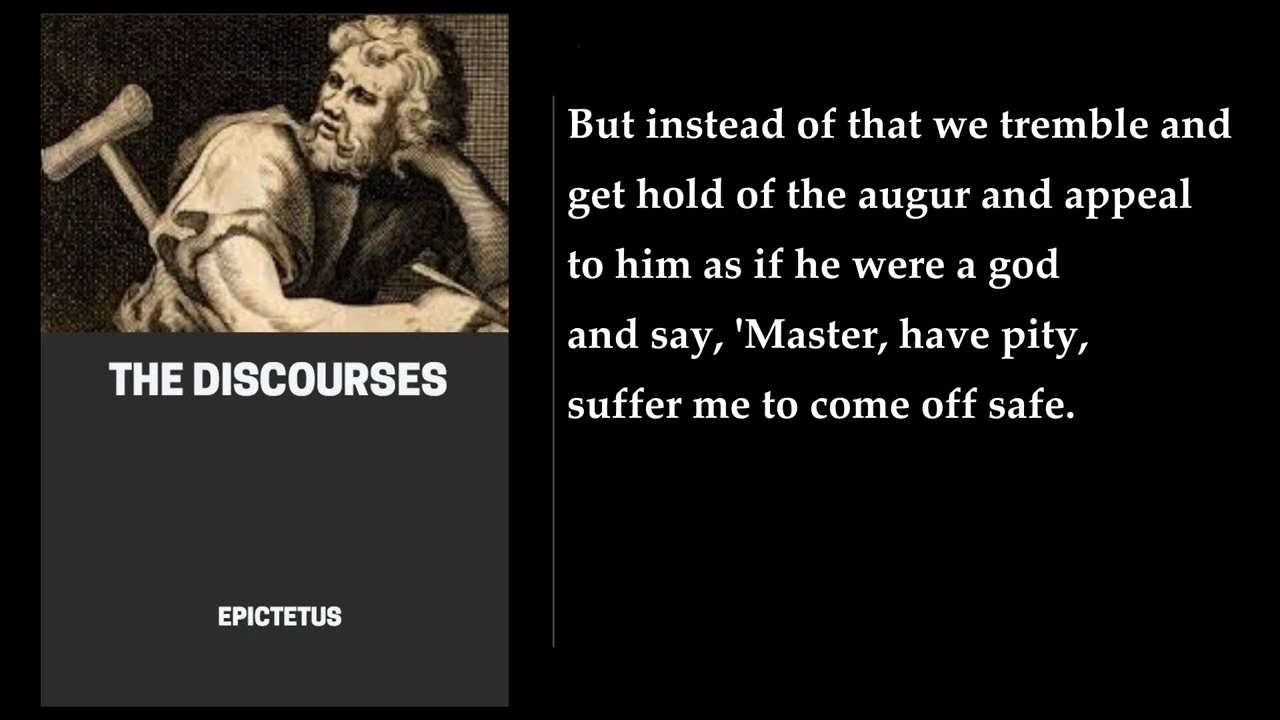 THE DISCOURSES
EPICTETUS
But instead of that we tremble and
get hold of the augur and appeal
to him as if he were a god
and say, 'Master, have pity,
suffer me to come off safe.